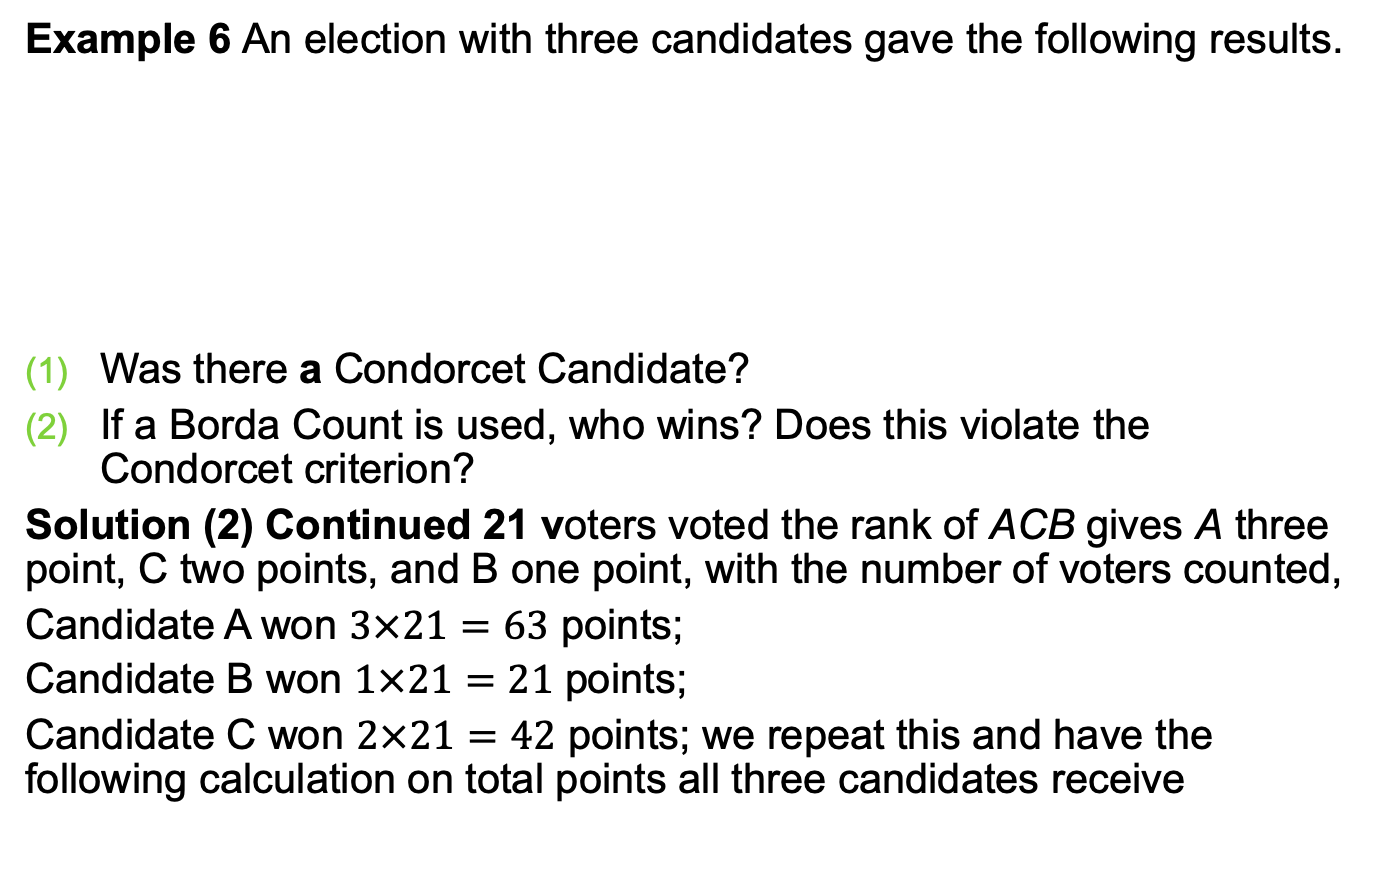 Example 6 An election with three candidates gave the following results.
(1) Was there a Condorcet Candidate?
(2) If a Borda Count is used, who wins? Does this violate the
Condorcet criterion?
Solution (2) Continued 21 voters voted the rank of ACB gives A three
point, C two points, and B one point, with the number of voters counted,
Candidate A won 3×21 = 63 points;
Candidate B won 1×21 = 21 points;
Candidate C won 2×21 = 42 points; we repeat this and have the
following calculation on total points all three candidates receive